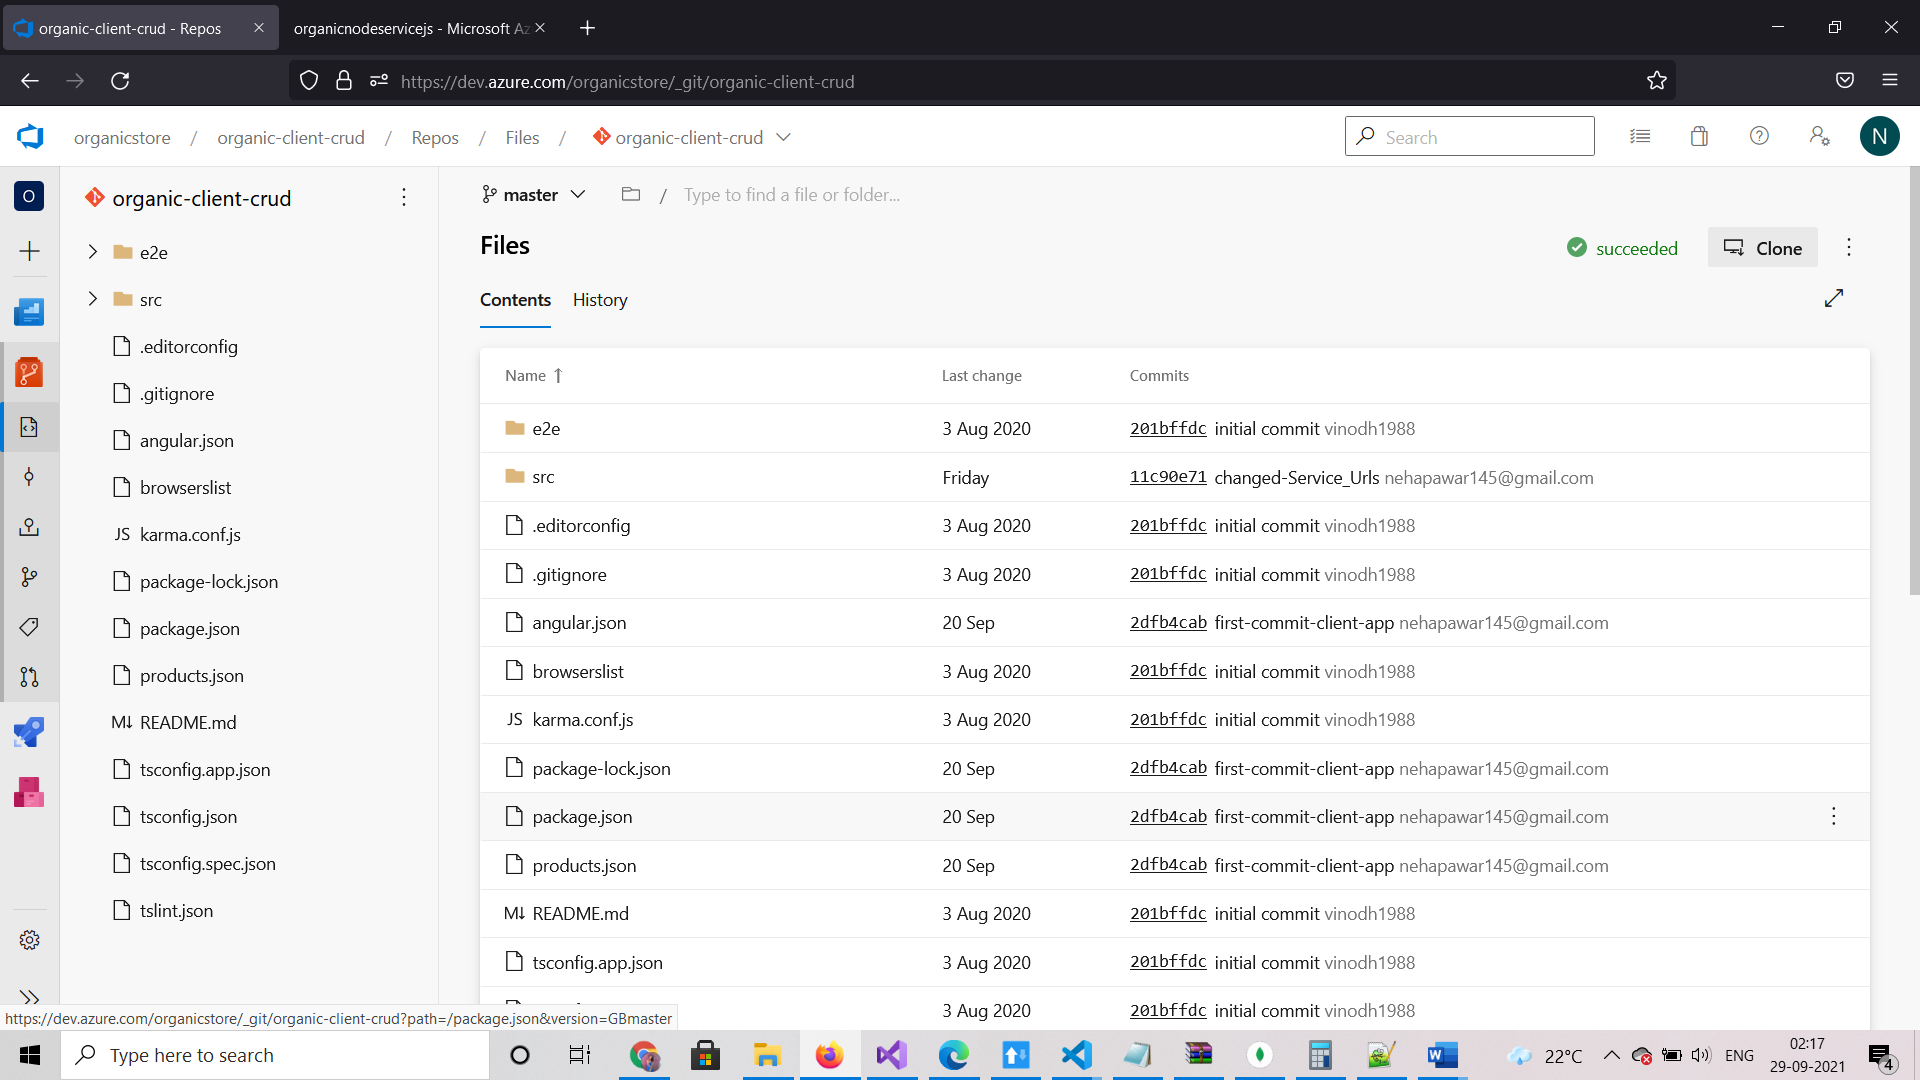 organic-client-crud - Repos
organicnodeservicejs - Microsoft Az
https://dev.azure.com/organicstore/_git/organic-client-crud
organicstore / organic-client-crud / Repos / Files / organic-client-crud
Search
N
O
organic-client-crud
e2e
src
.editorconfig
.gitignore
angular.json
browserslist
JS karma.conf.js
package-lock.json
package.json
products.json
M↓ README.md
tsconfig.app.json
tsconfig.json
tsconfig.spec.json
tslint.json
master / Type to find a file or folder...
Files
succeeded
Clone
Contents History
Name ↑ Last change Commits
e2e 3 Aug 2020 201bffdc initial commit vinodh1988
src Friday 11c90e71 changed-Service_Urls nehapawar145@gmail.com
.editorconfig 3 Aug 2020 201bffdc initial commit vinodh1988
.gitignore 3 Aug 2020 201bffdc initial commit vinodh1988
angular.json 20 Sep 2dfb4cab first-commit-client-app nehapawar145@gmail.com
browserslist 3 Aug 2020 201bffdc initial commit vinodh1988
JS karma.conf.js 3 Aug 2020 201bffdc initial commit vinodh1988
package-lock.json 20 Sep 2dfb4cab first-commit-client-app nehapawar145@gmail.com
package.json 20 Sep 2dfb4cab first-commit-client-app nehapawar145@gmail.com
products.json 20 Sep 2dfb4cab first-commit-client-app nehapawar145@gmail.com
M↓ README.md 3 Aug 2020 201bffdc initial commit vinodh1988
tsconfig.app.json 3 Aug 2020 201bffdc initial commit vinodh1988
3 Aug 2020 201bffdc initial commit vinodh1988
https://dev.azure.com/organicstore/_git/organic-client-crud?path=/package.json&version=GBmaster
Type here to search
22°C
ENG
02:17
29-09-2021
4